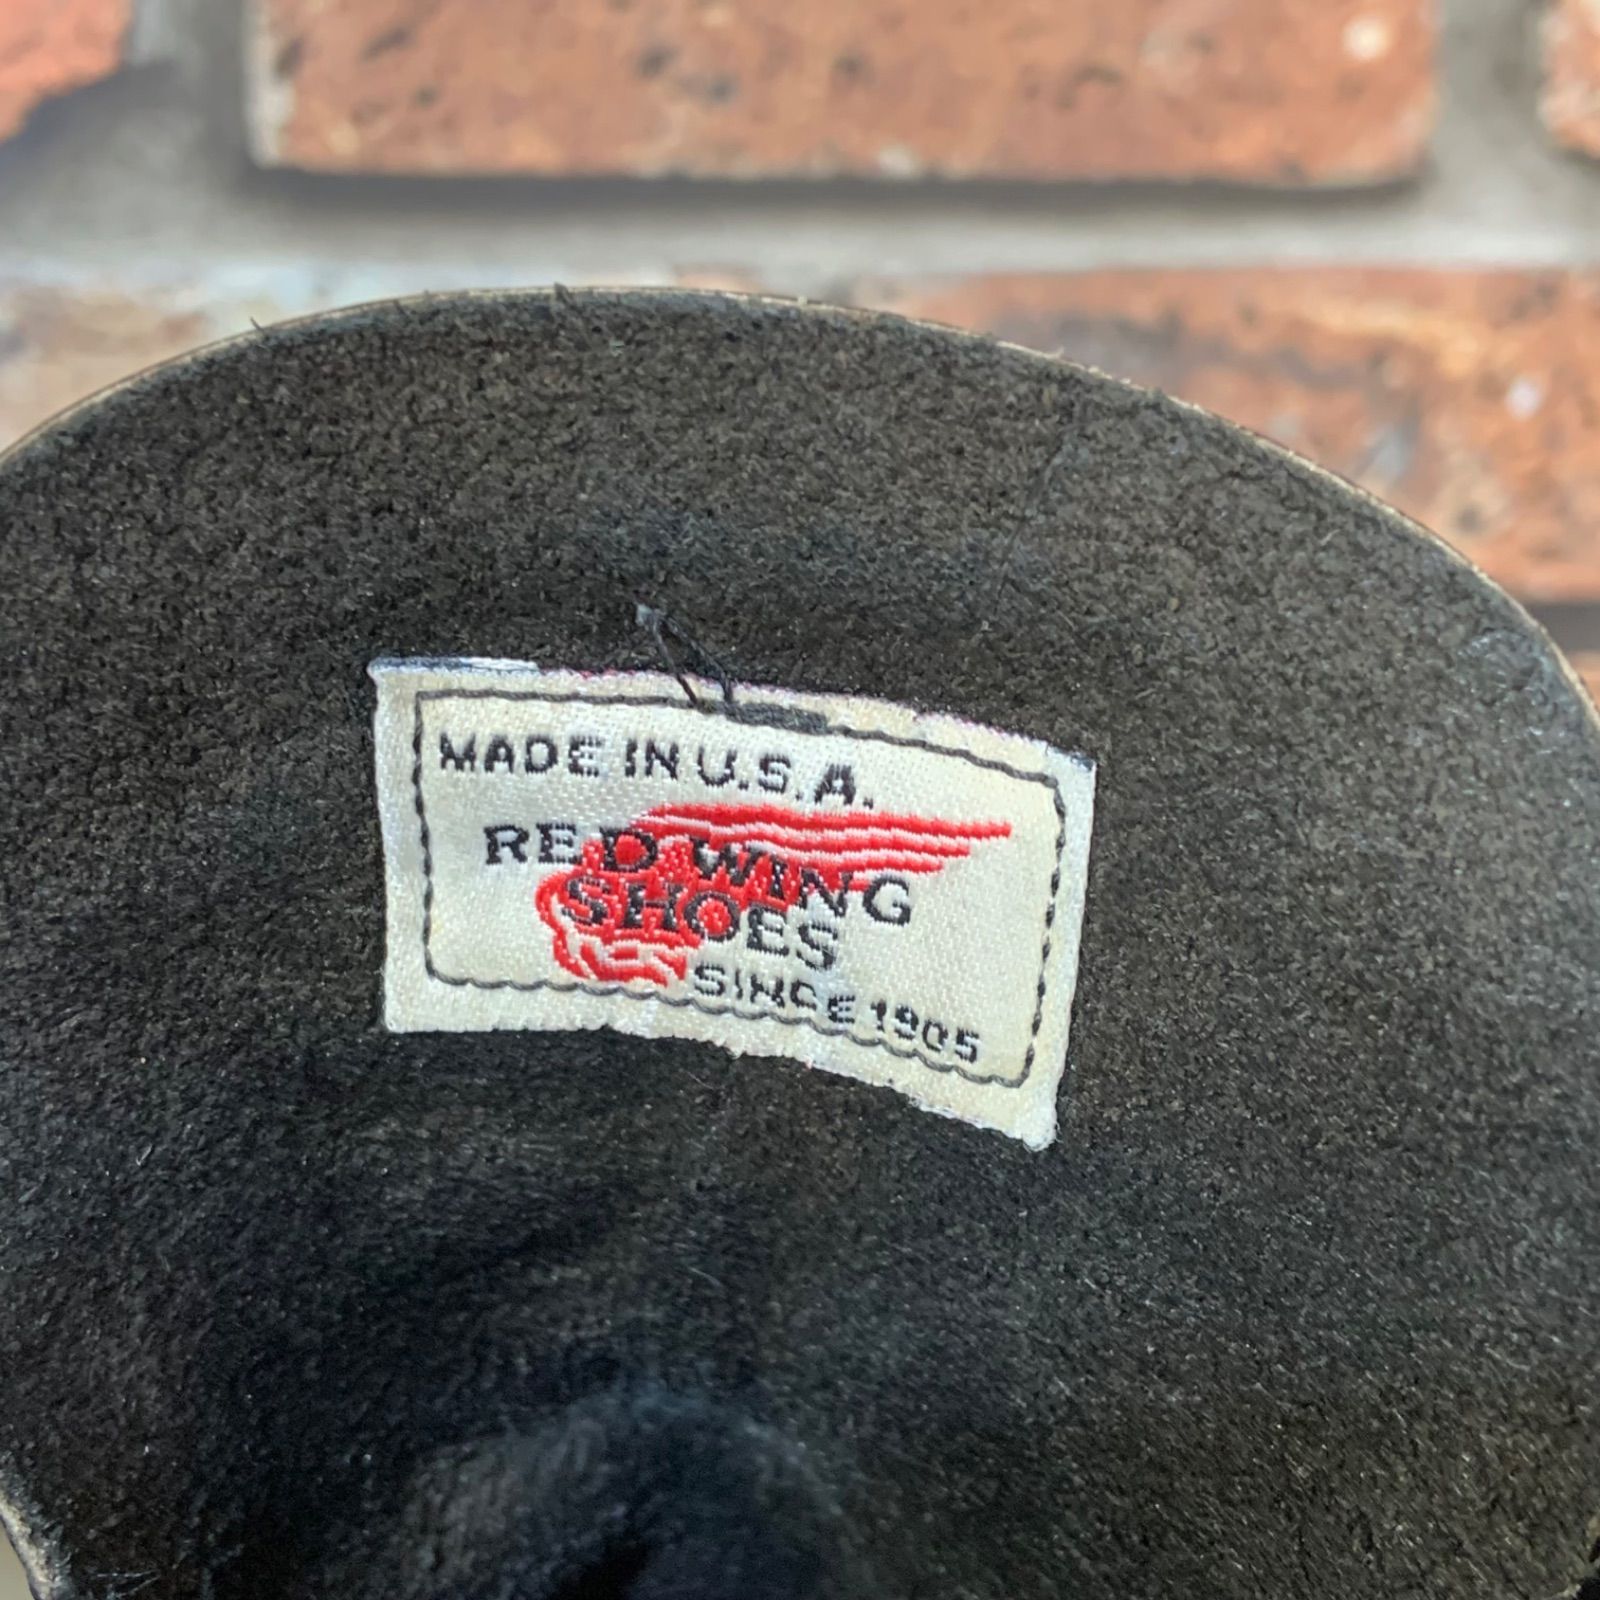 MADE IN U.S.A.
RED WING
SHOES
SINCE 1905